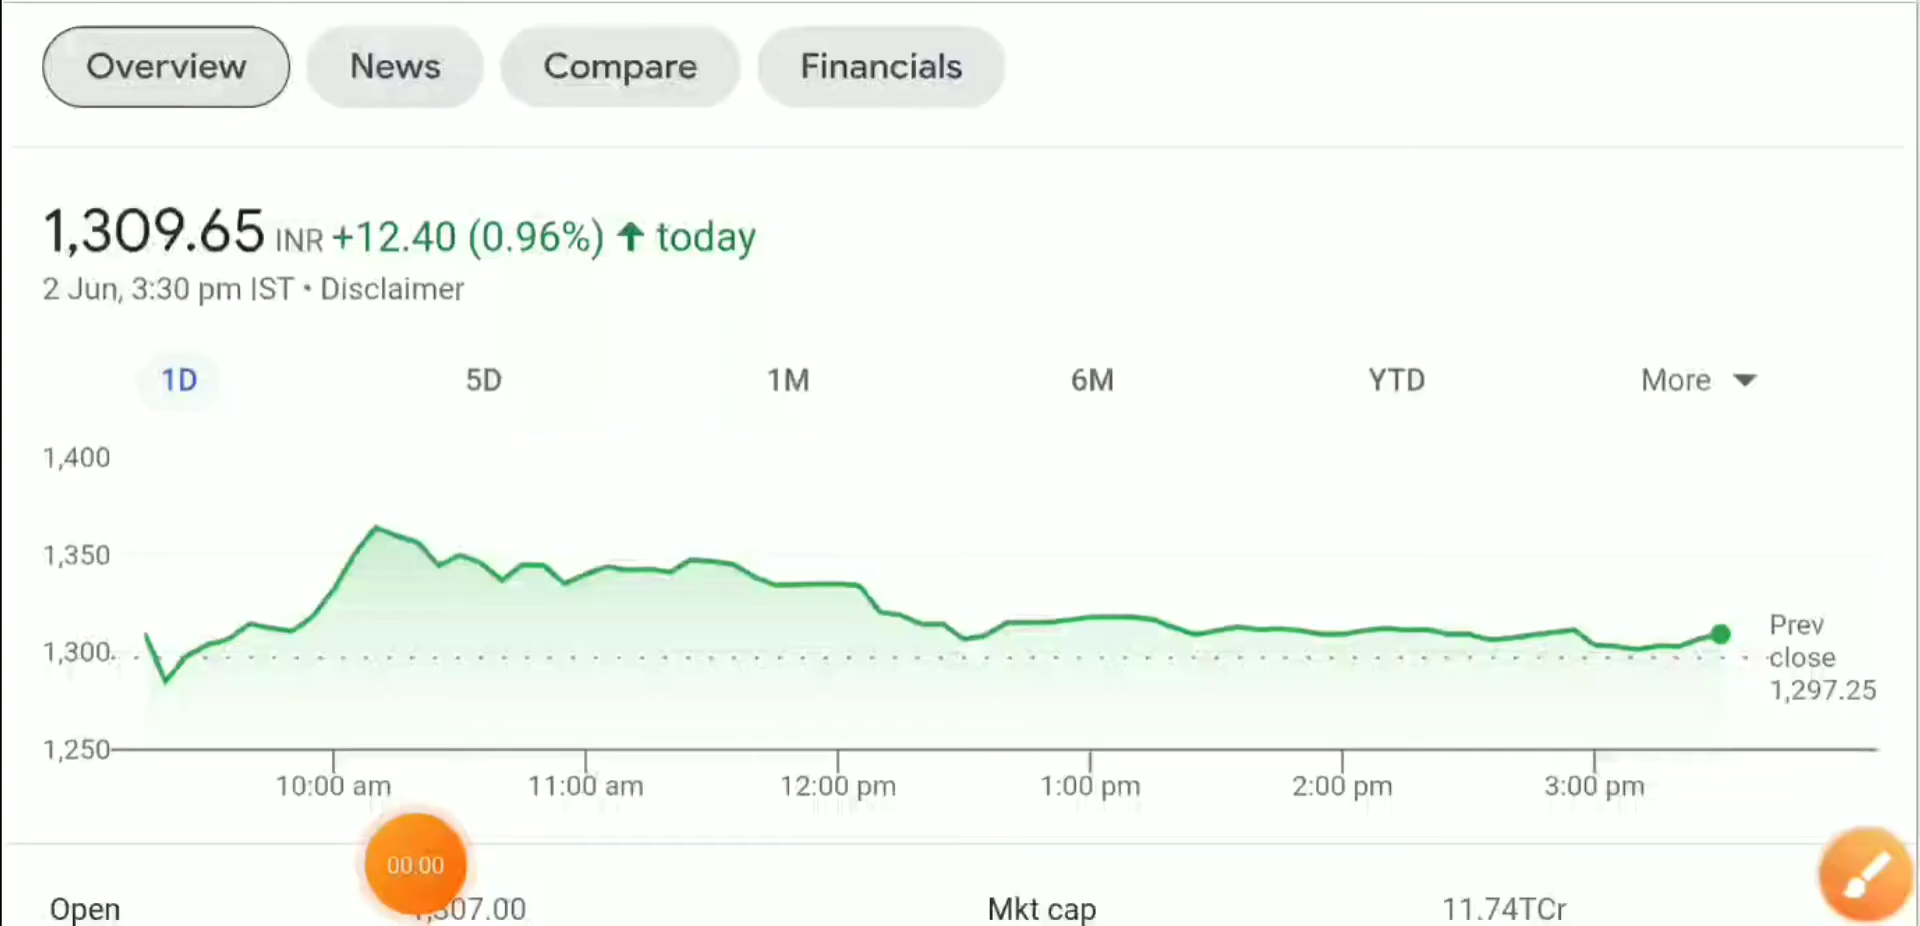 Overview News Compare Financials
1,309.65 INR +12.40 (0.96%) ↑ today
2 Jun, 3:30 pm IST • Disclaimer
1D 5D 1M 6M YTD More
1,400
1,350
1,300
1,250
Prev
close
1,297.25
10:00 am 11:00 am 12:00 pm 1:00 pm 2:00 pm 3:00 pm
00:00
Open 1,307.00 Mkt cap 11.74TCr